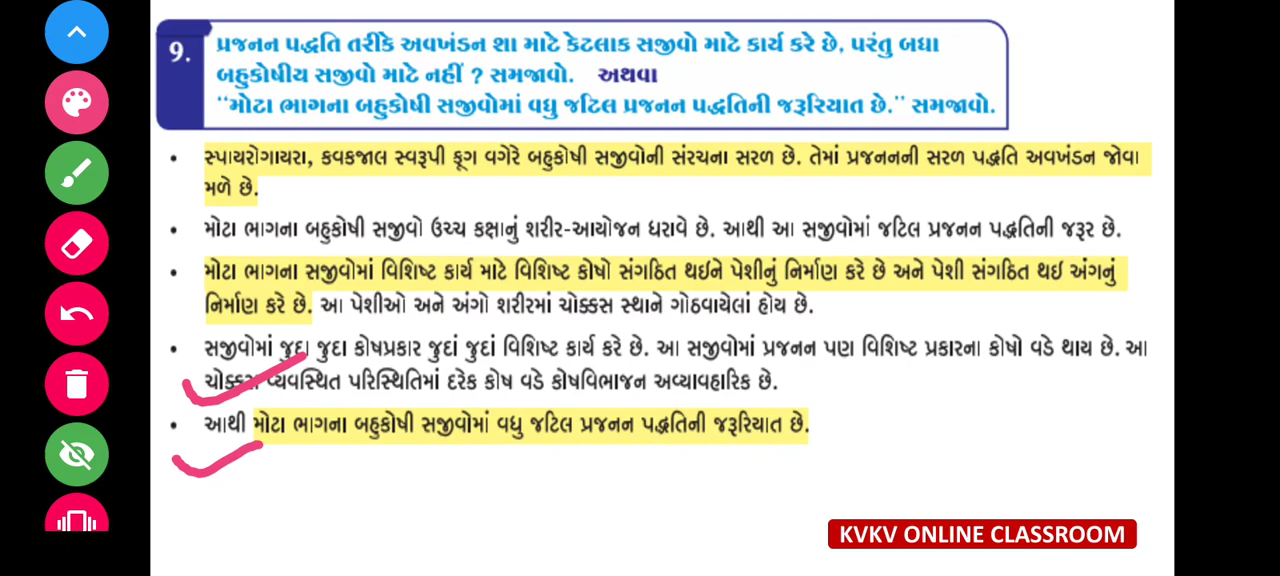 9.
પ્રજનન પદ્ધતિ તરીકે અવખંડન શા માટે કેટલાક સજીવો માટે કાર્ય કરે છે, પરંતુ બધા
બહુકોષીય સજીવો માટે નહીં ? સમજાવો. અથવા
“મોટા ભાગના બહુકોષી સજીવોમાં વધુ જટિલ પ્રજનન પદ્ધતિની જરૂરિયાત છે.” સમજાવો.
• સ્પાયરોગાયરા, કવકજાલ સ્વરૂપી ફૂગ વગેરે બહુકોષી સજીવોની સંરચના સરળ છે. તેમાં પ્રજનનની સરળ પદ્ધતિ અવખંડન જોવા
મળે છે.
• મોટા ભાગના બહુકોષી સજીવો ઉચ્ચ કક્ષાનું શરીર-આયોજન ધરાવે છે. આથી આ સજીવોમાં જટિલ પ્રજનન પદ્ધતિની જરૂર છે.
• મોટા ભાગના સજીવોમાં વિશિષ્ટ કાર્ય માટે વિશિષ્ટ કોષો સંગઠિત થઈને પેશીનું નિર્માણ કરે છે અને પેશી સંગઠિત થઈ અંગનું
નિર્માણ કરે છે. આ પેશીઓ અને અંગો શરીરમાં ચોક્કસ સ્થાને ગોઠવાયેલાં હોય છે.
• સજીવોમાં જુદા જુદા કોષપ્રકાર જુદાં જુદાં વિશિષ્ટ કાર્ય કરે છે. આ સજીવોમાં પ્રજનન પણ વિશિષ્ટ પ્રકારના કોષો વડે થાય છે. આ
ચોક્કસ વ્યવસ્થિત પરિસ્થિતિમાં દરેક કોષ વડે કોષવિભાજન અવ્યાવહારિક છે.
• આથી મોટા ભાગના બહુકોષી સજીવોમાં વધુ જટિલ પ્રજનન પદ્ધતિની જરૂરિયાત છે.
KVKV ONLINE CLASSROOM